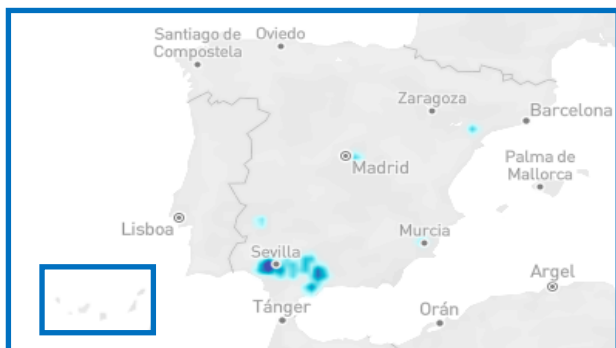 Santiago de
Compostela
Oviedo
Zaragoza
Barcelona
Madrid
Palma de
Mallorca
Lisboa
Murcia
Sevilla
Argel
Tánger
Orán